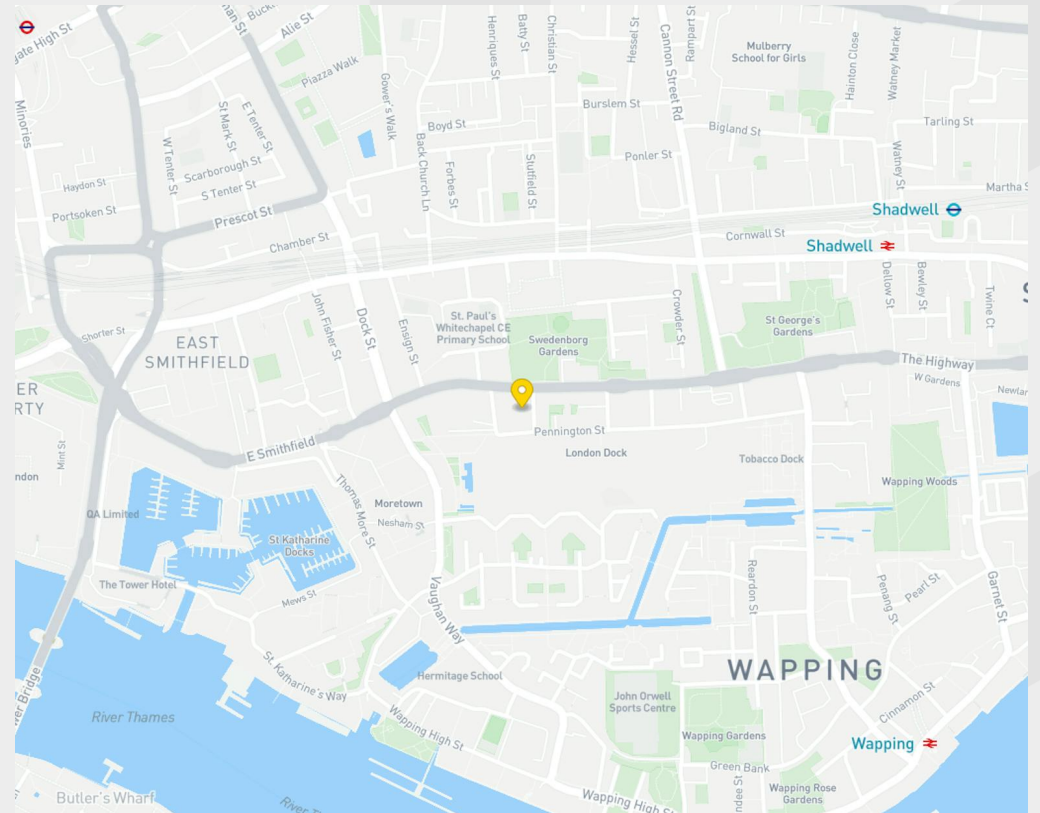 Buck
Alie St
gate High St
Piazza Walk
Henriques St
Batty St
Christian St
Hessel St
Cannon Street Rd
Rampart St
Mulberry
School for Girls
Hainton Close
Watney Market
Minories
St Mark St
E Tenter St
W Tenter St
Gower's Walk
Boyd St
Burslem St
Bigland St
Tarling St
Back Church Ln
Forbes St
Stutfield St
Ponler St
Watney St
Scarborough St
S Tenter St
Haydon St
Portsoken St
Prescot St
Martha S
Shadwell
Chamber St
Cornwall St
Shadwell
Dellow St
Bewley St
Twine Ct
John Fisher St
Dock St
Ensign St
St. Paul's
Whitechapel CE
Primary School
Swedenborg
Gardens
Crowder St
St George's
Gardens
Shorter St
EAST
SMITHFIELD
The Highway
W Gardens
Newlar
ER
RTY
Mint St
ndon
Pennington St
London Dock
E Smithfield
Tobacco Dock
Wapping Woods
Thomas More St
Moretown
Nesham St
QA Limited
St Katharine
Docks
The Tower Hotel
Mews St
Vaughan Way
Reardon St
Penang St
Pearl St
Garnet St
St. Katharine's Way
Hermitage School
WAPPING
John Orwell
Sports Centre
Cinnamon St
wer Bridge
River Thames
Wapping High St
Wapping Gardens
Wapping
Green Bank
Butler's Wharf
River T
Wapping High S
Wapping Rose
Gardens